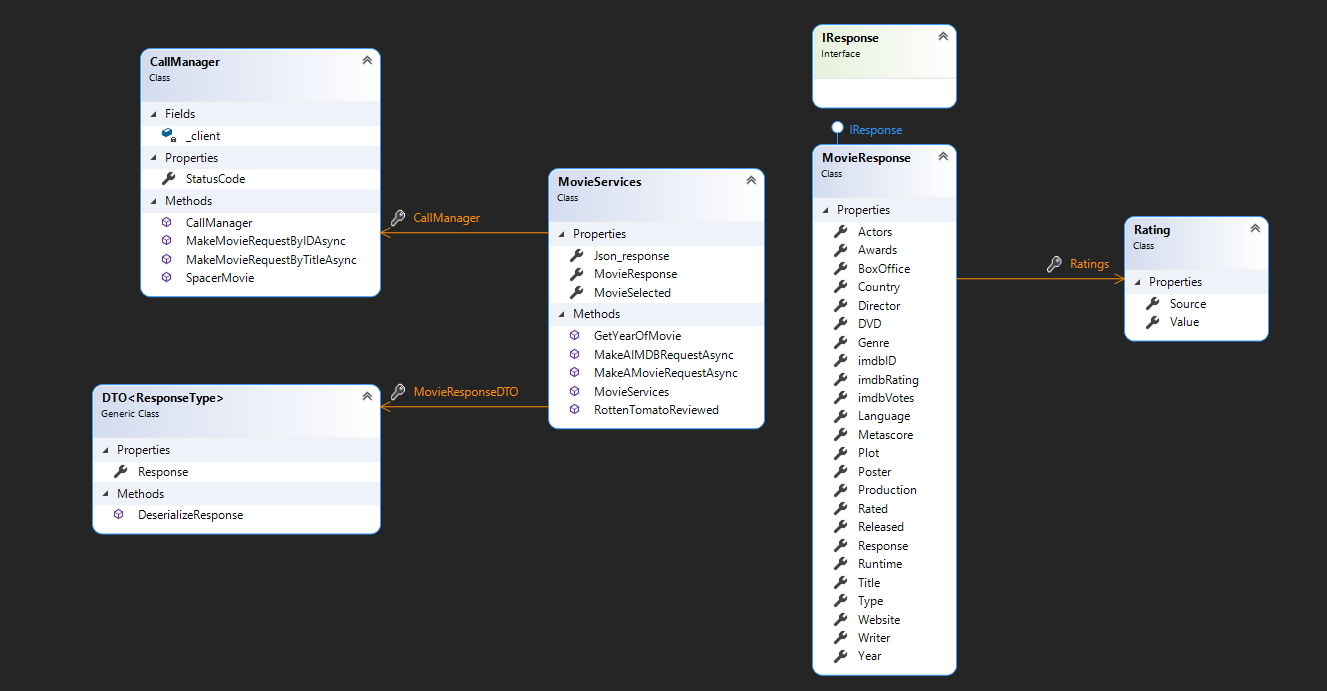 CallManager
Class
Fields
_client
Properties
StatusCode
Methods
CallManager
MakeMovieRequestByIDAsync
MakeMovieRequestByTitleAsync
SpacerMovie
DTO<ResponseType>
Generic Class
Properties
Response
Methods
DeserializeResponse
CallManager
MovieResponseDTO
MovieServices
Class
Properties
Json_response
MovieResponse
MovieSelected
Methods
GetYearOfMovie
MakeAIMDBRequestAsync
MakeAMovieRequestAsync
MovieServices
RottenTomatoReviewed
IResponse
Interface
IResponse
MovieResponse
Class
Properties
Actors
Awards
BoxOffice
Country
Director
DVD
Genre
imdbID
imdbRating
imdbVotes
Language
Metascore
Plot
Poster
Production
Rated
Released
Response
Runtime
Title
Type
Website
Writer
Year
Ratings
Rating
Class
Properties
Source
Value